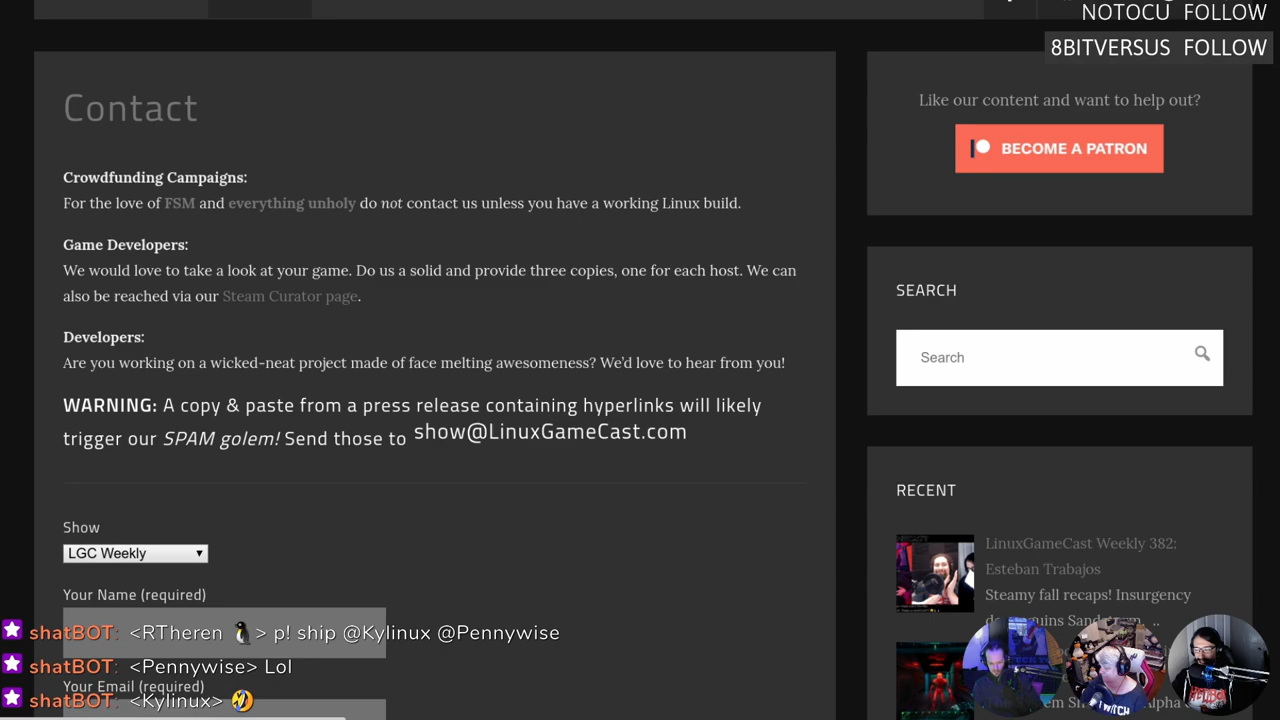 NOTOCU FOLLOW
8BITVERSUS FOLLOW
Contact
Crowdfunding Campaigns:
For the love of FSM and everything unholy do not contact us unless you have a working Linux build.
Game Developers:
We would love to take a look at your game. Do us a solid and provide three copies, one for each host. We can
also be reached via our Steam Curator page.
Developers:
Are you working on a wicked-neat project made of face melting awesomeness? We'd love to hear from you!
WARNING: A copy & paste from a press release containing hyperlinks will likely
trigger our SPAM golem! Send those to show@LinuxGameCast.com
Show
LGC Weekly
Your Name (required)
shatBOT: <RTheren 🐧 > p! ship @Kylinux @Pennywise
shatBOT: <Pennywise> Lol
Your Email (required)
shatBOT: <Kylinux> 🤣
Like our content and want to help out?
BECOME A PATRON
SEARCH
Search
RECENT
LinuxGameCast Weekly 382:
Esteban Trabajos
Steamy fall recaps! Insurgency